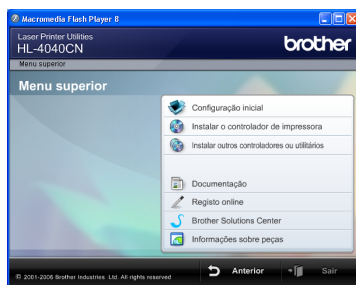 Macromedia Flash Player 8
Laser Printer Utilities
HL-4040CN
brother
Menu superior
Menu superior
Configuração inicial
Instalar o controlador de impressora
Instalar outros controladores ou utilitários
Documentação
Registo online
Brother Solutions Center
Informações sobre peças
© 2001-2006 Brother Industries Ltd. All rights reserved
Anterior
Sair